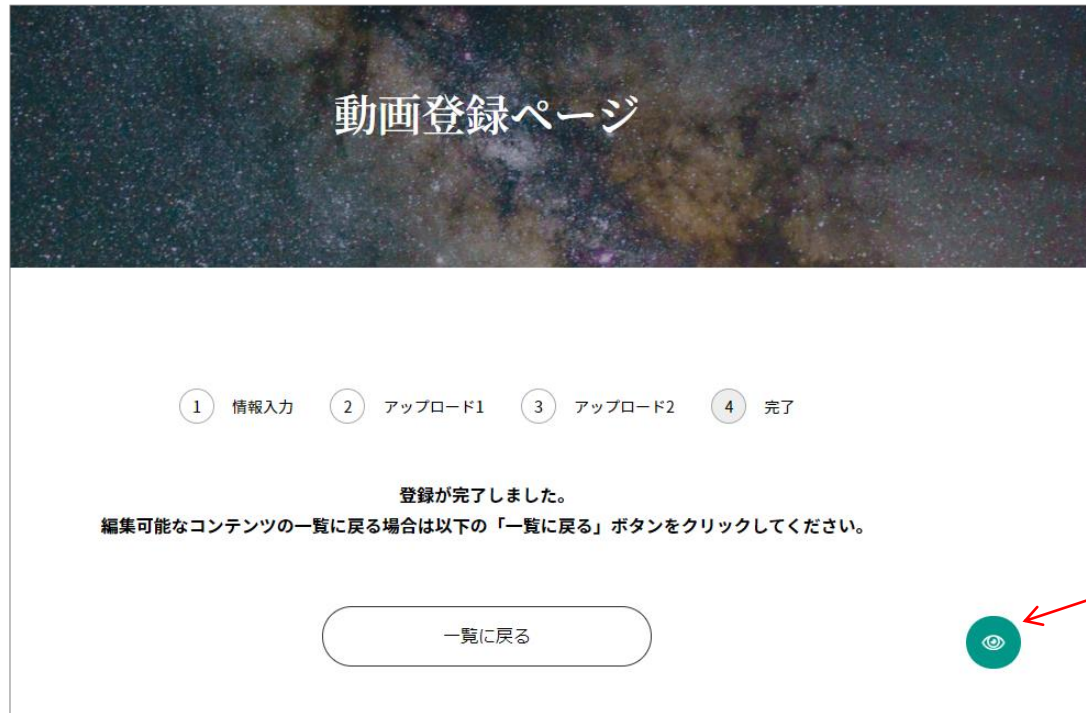 動画登録ページ
1 情報入力 2 アップロード1 3 アップロード2 4 完了
登録が完了しました。
編集可能なコンテンツの一覧に戻る場合は以下の「一覧に戻る」ボタンをクリックしてください。
一覧に戻る